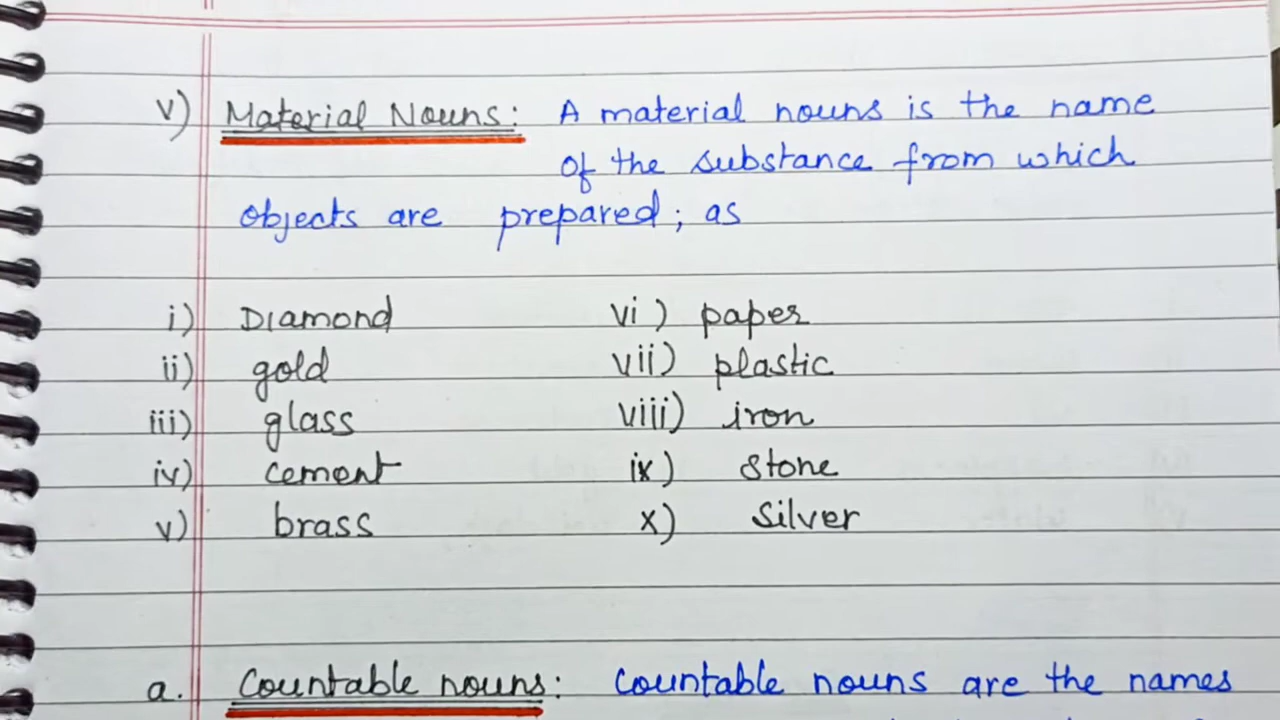 v) Material Nouns: A material nouns is the name
of the substance from which
objects are prepared; as
i) Diamond vi) paper
ii) gold vii) plastic
iii) glass viii) iron
iv) cement ix) stone
v) brass x) silver
a. Countable nouns: Countable nouns are the names